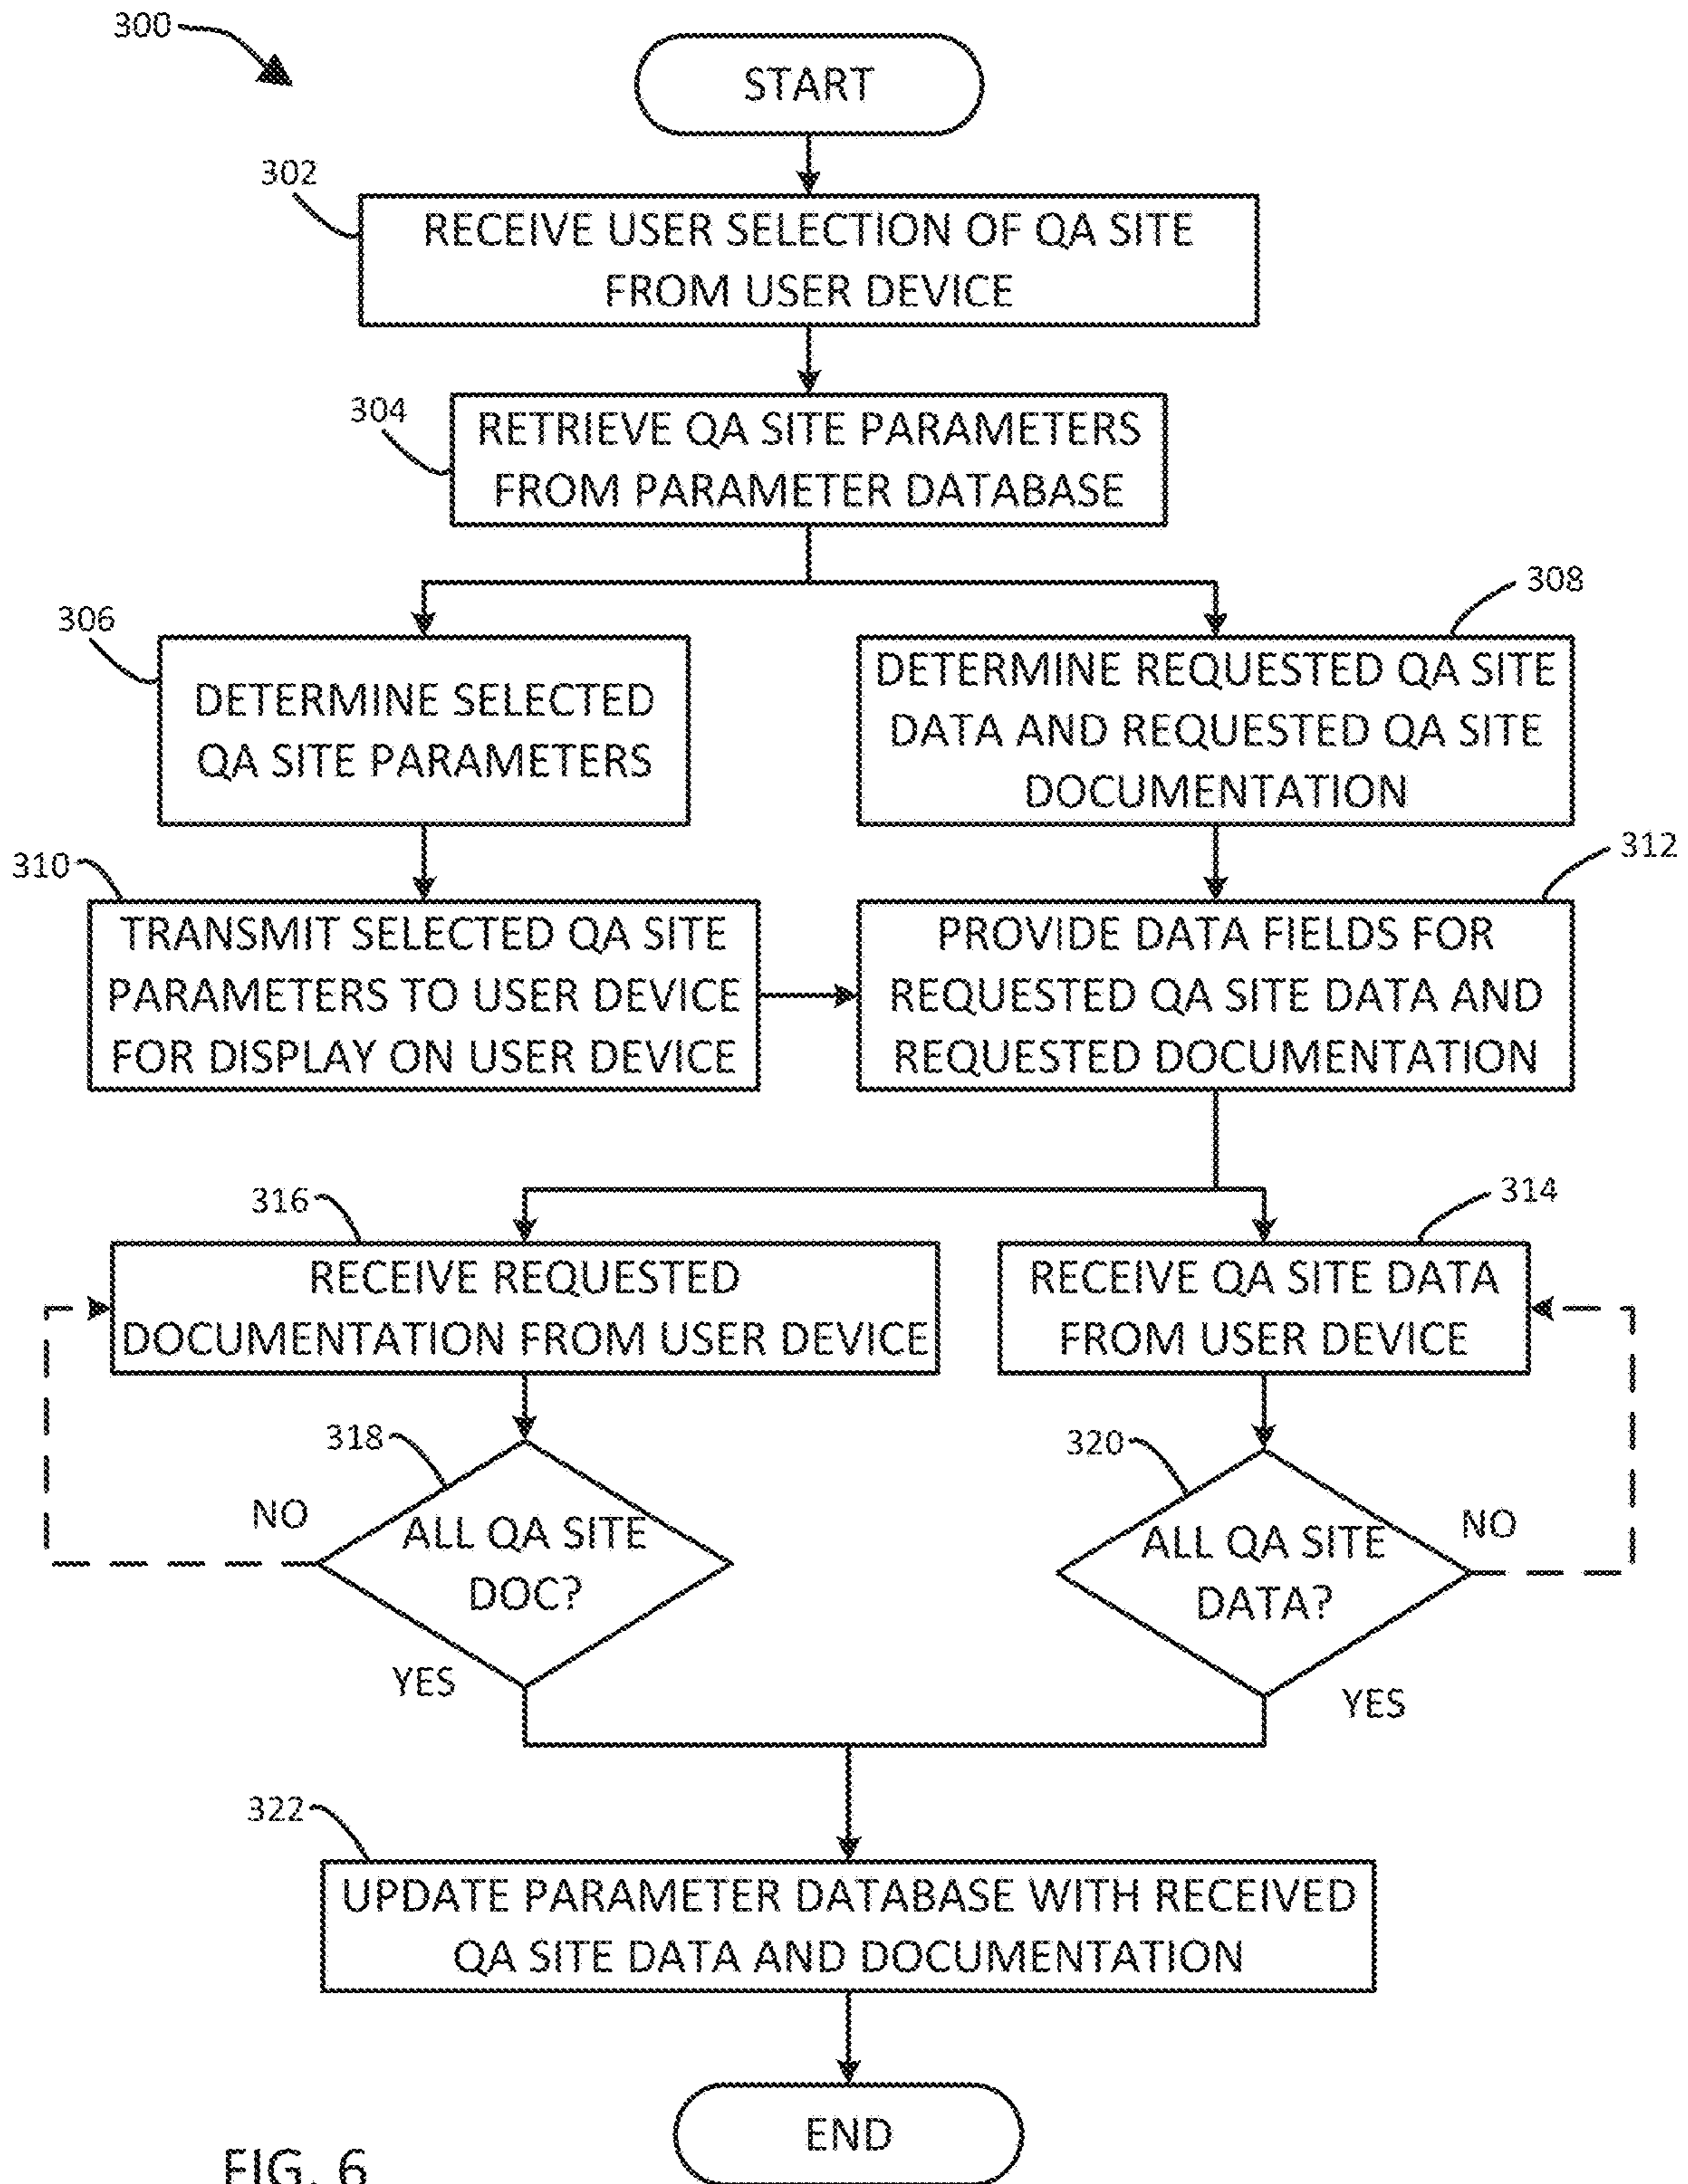 300
START
302
RECEIVE USER SELECTION OF QA SITE
FROM USER DEVICE
304
RETRIEVE QA SITE PARAMETERS
FROM PARAMETER DATABASE
306
DETERMINE SELECTED
QA SITE PARAMETERS
308
DETERMINE REQUESTED QA SITE
DATA AND REQUESTED QA SITE
DOCUMENTATION
310
TRANSMIT SELECTED QA SITE
PARAMETERS TO USER DEVICE
FOR DISPLAY ON USER DEVICE
312
PROVIDE DATA FIELDS FOR
REQUESTED QA SITE DATA AND
REQUESTED DOCUMENTATION
316
RECEIVE REQUESTED
DOCUMENTATION FROM USER DEVICE
314
RECEIVE QA SITE DATA
FROM USER DEVICE
318
NO
ALL QA SITE
DOC?
YES
320
ALL QA SITE
DATA?
NO
YES
322
UPDATE PARAMETER DATABASE WITH RECEIVED
QA SITE DATA AND DOCUMENTATION
END
FIG. 6